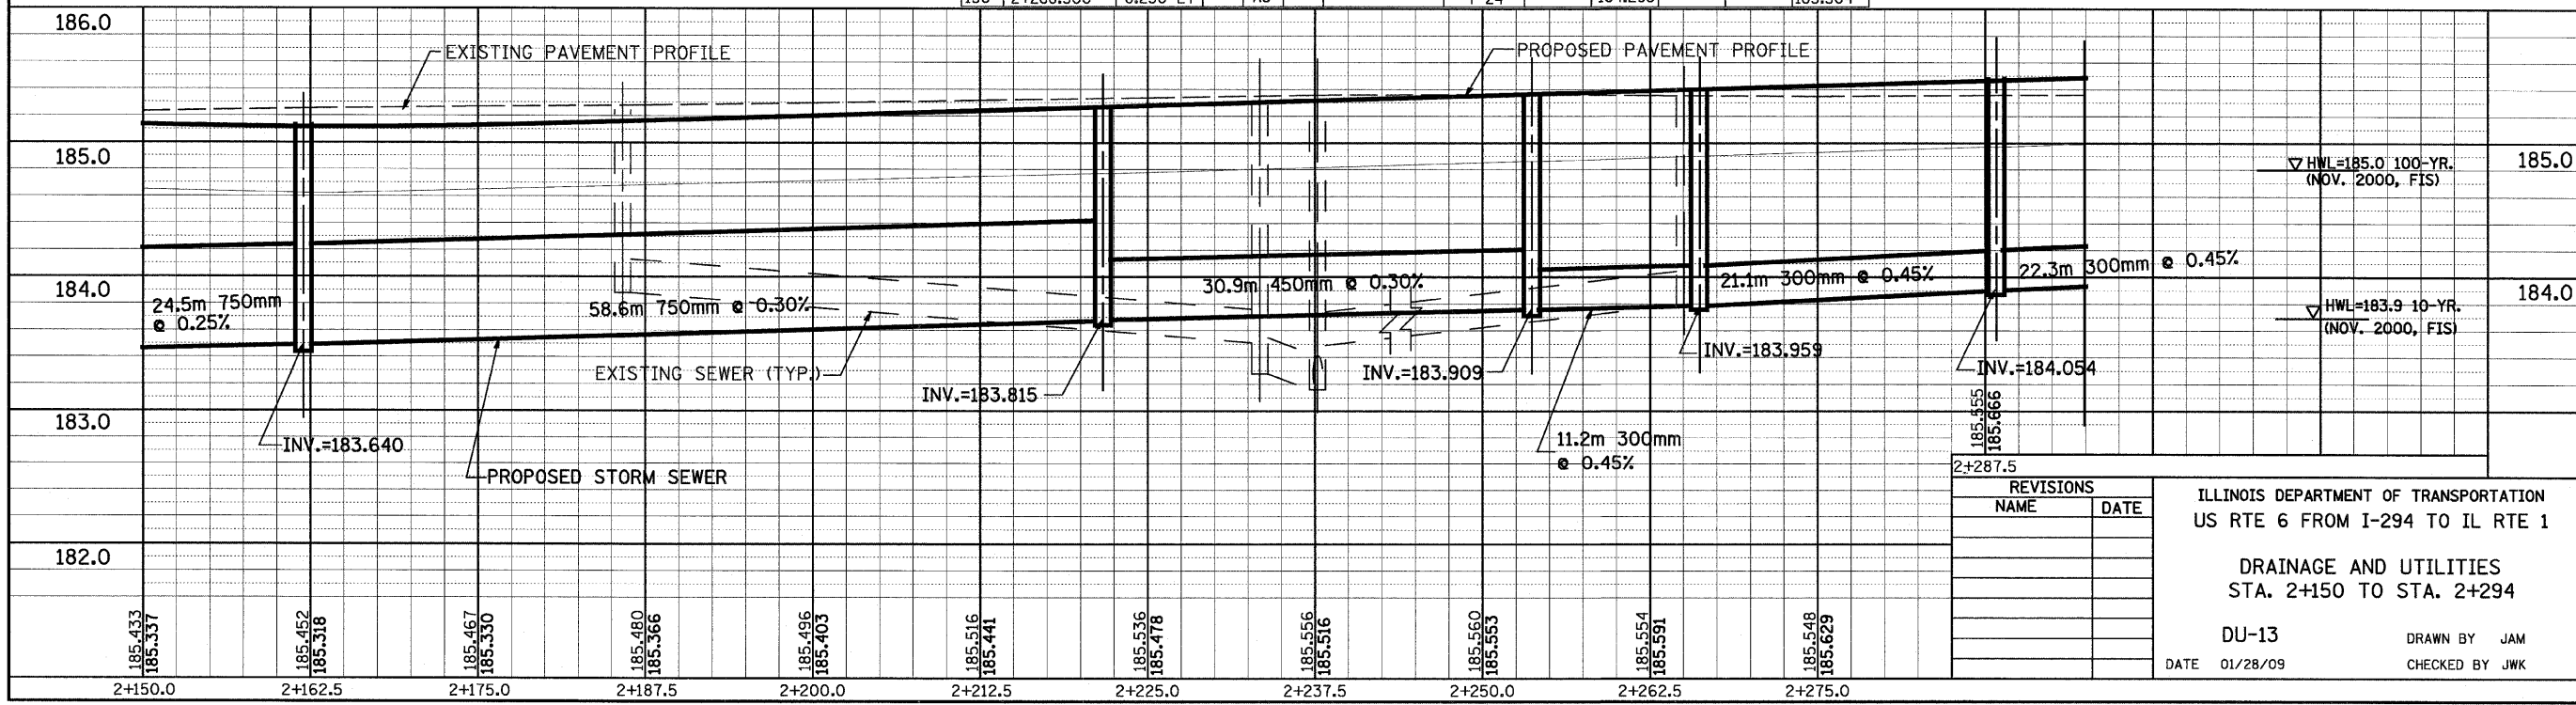 186.0
EXISTING PAVEMENT PROFILE
PROPOSED PAVEMENT PROFILE
185.0
185.0
HWL=185.0 100-YR.
(NOV. 2000, FIS)
184.0
184.0
24.5m 750mm
@ 0.25%
58.6m 750mm @ 0.30%
30.9m 450mm @ 0.30%
21.1m 300mm @ 0.45%
22.3m 300mm @ 0.45%
HWL=183.9 10-YR.
(NOV. 2000, FIS)
EXISTING SEWER (TYP.)
INV.=183.815
INV.=183.909
INV.=183.959
INV.=184.054
183.0
INV.=183.640
PROPOSED STORM SEWER
11.2m 300mm
@ 0.45%
185.555
185.666
2+287.5
182.0
185.433
185.337
185.452
185.318
185.467
185.330
185.480
185.366
185.496
185.403
185.516
185.441
185.536
185.478
185.556
185.516
185.560
185.553
185.554
185.591
185.548
185.629
2+150.0
2+162.5
2+175.0
2+187.5
2+200.0
2+212.5
2+225.0
2+237.5
2+250.0
2+262.5
2+275.0
REVISIONS
NAME
DATE
ILLINOIS DEPARTMENT OF TRANSPORTATION
US RTE 6 FROM I-294 TO IL RTE 1
DRAINAGE AND UTILITIES
STA. 2+150 TO STA. 2+294
DU-13
DRAWN BY JAM
DATE 01/28/09
CHECKED BY JWK